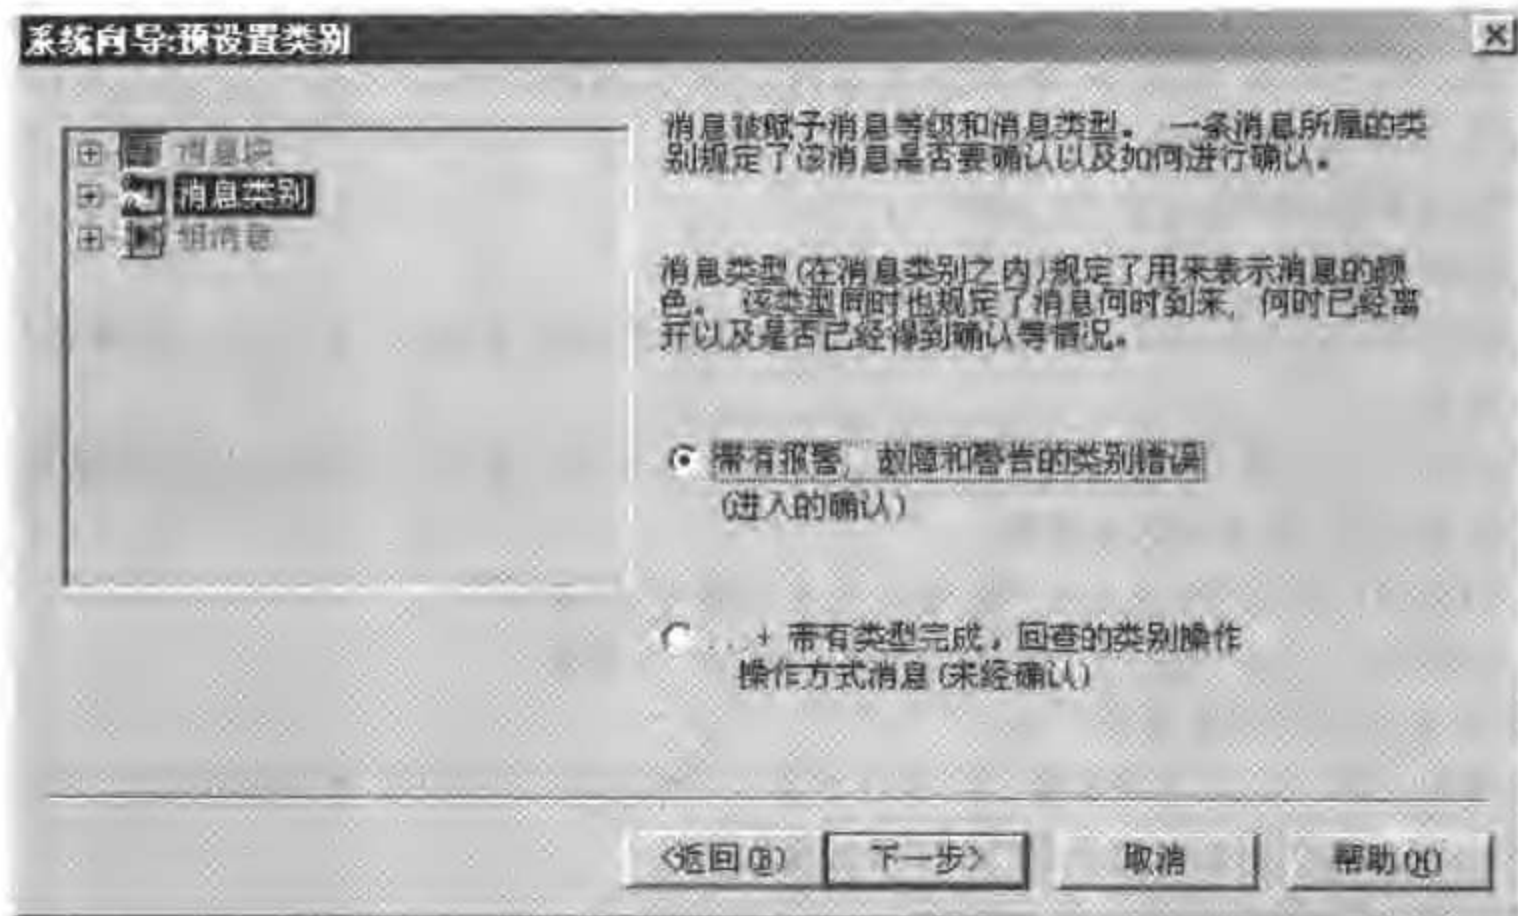 系统向导:预设置类别
消息块
消息类别
组消息
消息被赋予消息等级和消息类型。 一条消息所属的类
别规定了该消息是否要确认以及如何进行确认。
消息类型(在消息类别之内)规定了用来表示消息的颜
色。 该类型同时也规定了消息何时到来, 何时已经离
开以及是否已经得到确认等情况。
带有报警, 故障和警告的类别错误
(进入的确认)
...+ 带有类型完成,回查的类别操作
操作方式消息(未经确认)
<返回(B)
下一步>
取消
帮助(H)